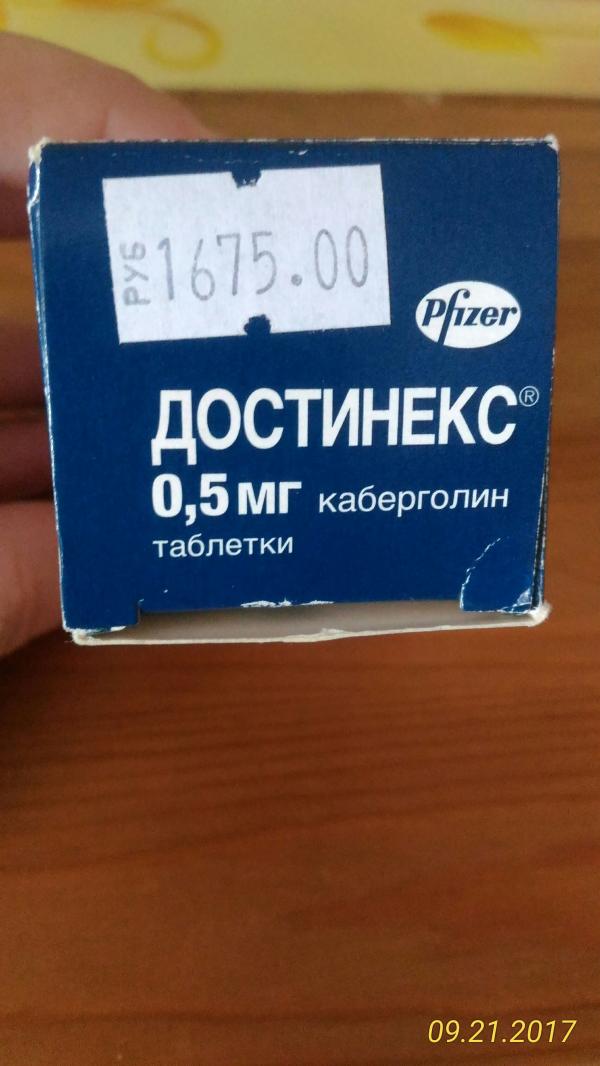 РУБ 1675.00
Pfizer
ДОСТИНЕКС®
0,5 мг каберголин
таблетки
09.21.2017